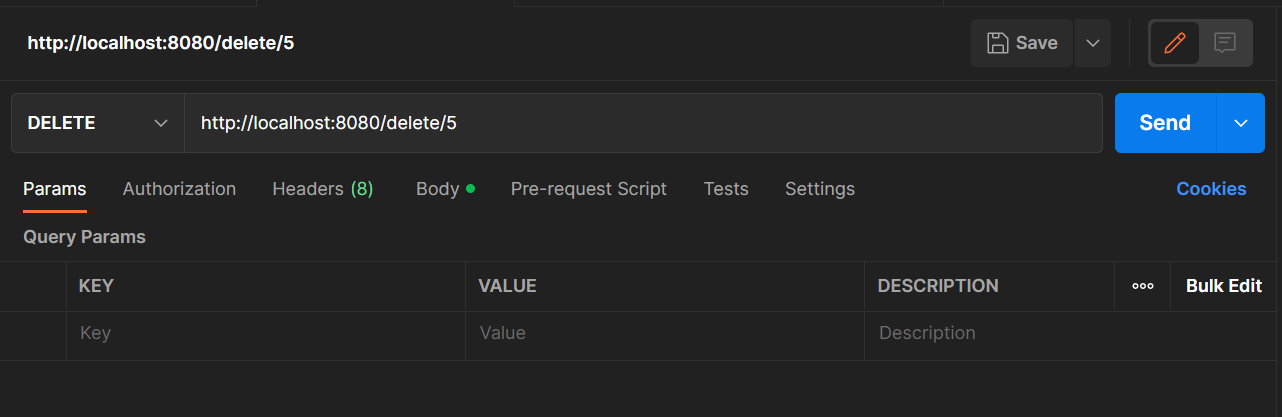 http://localhost:8080/delete/5 Save
DELETE http://localhost:8080/delete/5 Send
Params Authorization Headers (8) Body Pre-request Script Tests Settings Cookies
Query Params
KEY VALUE DESCRIPTION Bulk Edit
Key Value Description